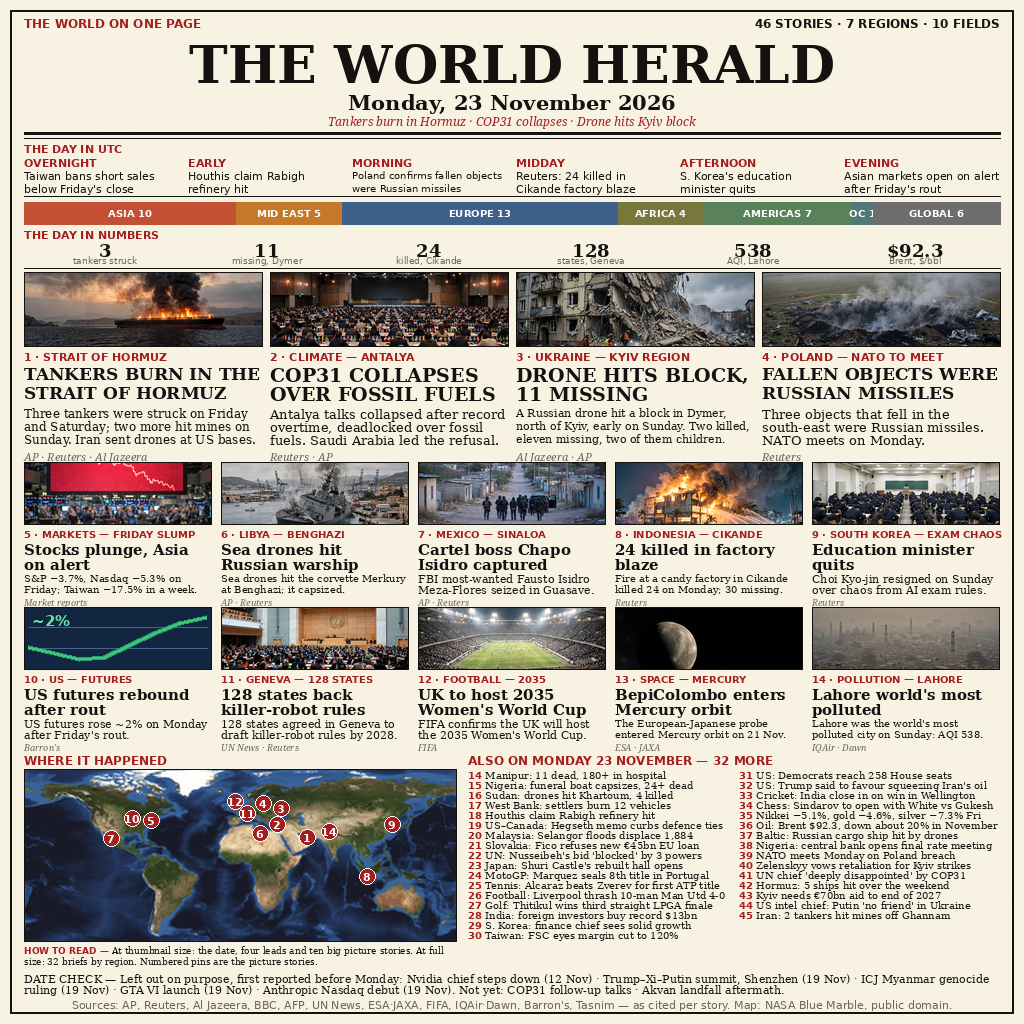 THE WORLD ON ONE PAGE
46 STORIES · 7 REGIONS · 10 FIELDS
THE WORLD HERALD
Monday, 23 November 2026
Tankers burn in Hormuz · COP31 collapses · Drone hits Kyiv block
THE DAY IN UTC
OVERNIGHT
Taiwan bans short sales
below Friday's close
EARLY
Houthis claim Rabigh
refinery hit
MORNING
Poland confirms fallen objects
were Russian missiles
MIDDAY
Reuters: 24 killed in
Cikande factory blaze
AFTERNOON
S. Korea's education
minister quits
EVENING
Asian markets open on alert
after Friday's rout
ASIA 10
MID EAST 5
EUROPE 13
AFRICA 4
AMERICAS 7
OC 1
GLOBAL 6
THE DAY IN NUMBERS
3
tankers struck
11
missing, Dymer
24
killed, Cikande
128
states, Geneva
538
AQI, Lahore
$92.3
Brent, $/bbl
1 · STRAIT OF HORMUZ
TANKERS BURN IN THE
STRAIT OF HORMUZ
Three tankers were struck on Friday
and Saturday; two more hit mines on
Sunday. Iran sent drones at US bases.
AP · Reuters · Al Jazeera
2 · CLIMATE — ANTALYA
COP31 COLLAPSES
OVER FOSSIL FUELS
Antalya talks collapsed after record
overtime, deadlocked over fossil
fuels. Saudi Arabia led the refusal.
Reuters · AP
3 · UKRAINE — KYIV REGION
DRONE HITS BLOCK,
11 MISSING
A Russian drone hit a block in Dymer,
north of Kyiv, early on Sunday. Two killed,
eleven missing, two of them children.
Al Jazeera · AP
4 · POLAND — NATO TO MEET
FALLEN OBJECTS WERE
RUSSIAN MISSILES
Three objects that fell in the
south-east were Russian missiles.
NATO meets on Monday.
Reuters
5 · MARKETS — FRIDAY SLUMP
Stocks plunge, Asia
on alert
S&P −3.7%, Nasdaq −5.3% on
Friday; Taiwan −17.5% in a week.
Market reports
6 · LIBYA — BENGHAZI
Sea drones hit
Russian warship
Sea drones hit the corvette Merkury
at Benghazi; it capsized.
AP · Reuters
7 · MEXICO — SINALOA
Cartel boss Chapo
Isidro captured
FBI most-wanted Fausto Isidro
Meza-Flores seized in Guasave.
AP · Reuters
8 · INDONESIA — CIKANDE
24 killed in factory
blaze
Fire at a candy factory in Cikande
killed 24 on Monday; 30 missing.
Reuters
9 · SOUTH KOREA — EXAM CHAOS
Education minister
quits
Choi Kyo-jin resigned on Sunday
over chaos from AI exam rules.
Reuters
~2%
10 · US — FUTURES
US futures rebound
after rout
US futures rose ~2% on Monday
after Friday's rout.
Barron's
11 · GENEVA — 128 STATES
128 states back
killer-robot rules
128 states agreed in Geneva to
draft killer-robot rules by 2028.
UN News · Reuters
12 · FOOTBALL — 2035
UK to host 2035
Women's World Cup
FIFA confirms the UK will host
the 2035 Women's World Cup.
FIFA
13 · SPACE — MERCURY
BepiColombo enters
Mercury orbit
The European-Japanese probe
entered Mercury orbit on 21 Nov.
ESA · JAXA
14 · POLLUTION — LAHORE
Lahore world's most
polluted
Lahore was the world's most
polluted city on Sunday: AQI 538.
IQAir · Dawn
WHERE IT HAPPENED
12
4
3
11
10
5
2
9
6
14
7
1
8
HOW TO READ — At thumbnail size: the date, four leads and ten big picture stories. At full
size: 32 briefs by region. Numbered pins are the picture stories.
ALSO ON MONDAY 23 NOVEMBER — 32 MORE
14 Manipur: 11 dead, 180+ in hospital
15 Nigeria: funeral boat capsizes, 24+ dead
16 Sudan: drones hit Khartoum, 4 killed
17 West Bank: settlers burn 12 vehicles
18 Houthis claim Rabigh refinery hit
19 US–Canada: Hegseth memo curbs defence ties
20 Malaysia: Selangor floods displace 1,884
21 Slovakia: Fico refuses new €45bn EU loan
22 UN: Nusseibeh's bid 'blocked' by 3 powers
23 Japan: Shuri Castle's rebuilt hall opens
24 MotoGP: Marquez seals 8th title in Portugal
25 Tennis: Alcaraz beats Zverev for first ATP title
26 Football: Liverpool thrash 10-man Man Utd 4-0
27 Golf: Thitikul wins third straight LPGA finale
28 India: foreign investors buy record $13bn
29 S. Korea: finance chief sees solid growth
30 Taiwan: FSC eyes margin cut to 120%
31 US: Democrats reach 258 House seats
32 US: Trump said to favour squeezing Iran's oil
33 Cricket: India close in on win in Wellington
34 Chess: Sindarov to open with White vs Gukesh
35 Nikkei −5.1%, gold −4.6%, silver −7.3% Fri
36 Oil: Brent $92.3, down about 20% in November
37 Baltic: Russian cargo ship hit by drones
38 Nigeria: central bank opens final rate meeting
39 NATO meets Monday on Poland breach
40 Zelenskyy vows retaliation for Kyiv strikes
41 UN chief 'deeply disappointed' by COP31
42 Hormuz: 5 ships hit over the weekend
43 Kyiv needs €70bn aid to end of 2027
44 US intel chief: Putin 'no friend' in Ukraine
45 Iran: 2 tankers hit mines off Ghannam
DATE CHECK — Left out on purpose, first reported before Monday: Nvidia chief steps down (12 Nov) · Trump–Xi–Putin summit, Shenzhen (19 Nov) · ICJ Myanmar genocide
ruling (19 Nov) · GTA VI launch (19 Nov) · Anthropic Nasdaq debut (19 Nov). Not yet: COP31 follow-up talks · Akvan landfall aftermath.
Sources: AP, Reuters, Al Jazeera, BBC, AFP, UN News, ESA·JAXA, FIFA, IQAir·Dawn, Barron's, Tasnim — as cited per story. Map: NASA Blue Marble, public domain.